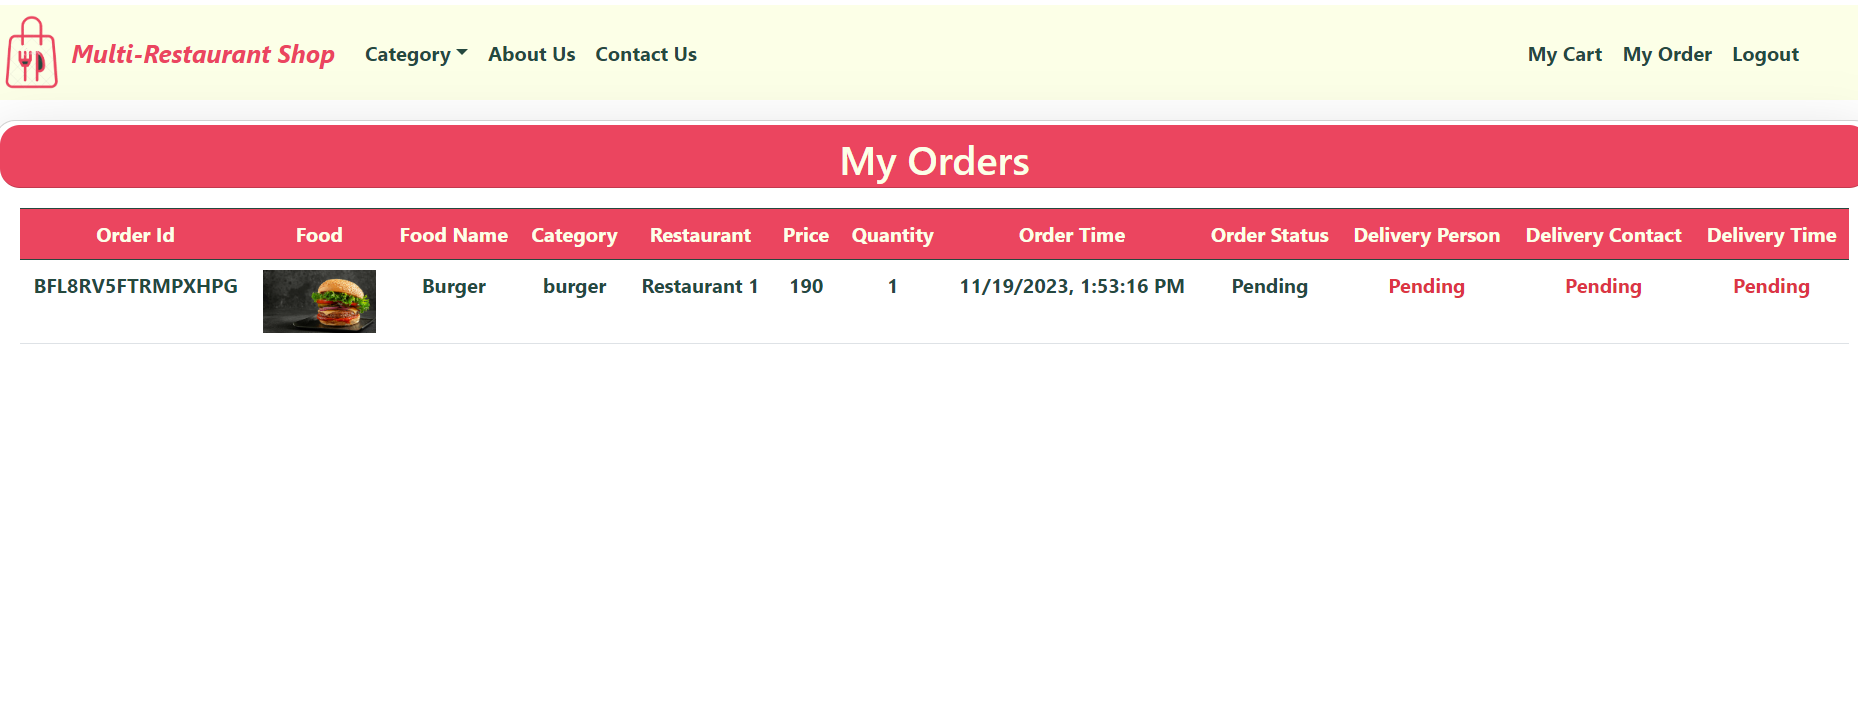 Multi-Restaurant Shop Category About Us Contact Us My Cart My Order Logout
My Orders
Order Id Food Food Name Category Restaurant Price Quantity Order Time Order Status Delivery Person Delivery Contact Delivery Time
BFL8RV5FTRMPXHPG Burger burger Restaurant 1 190 1 11/19/2023, 1:53:16 PM Pending Pending Pending Pending